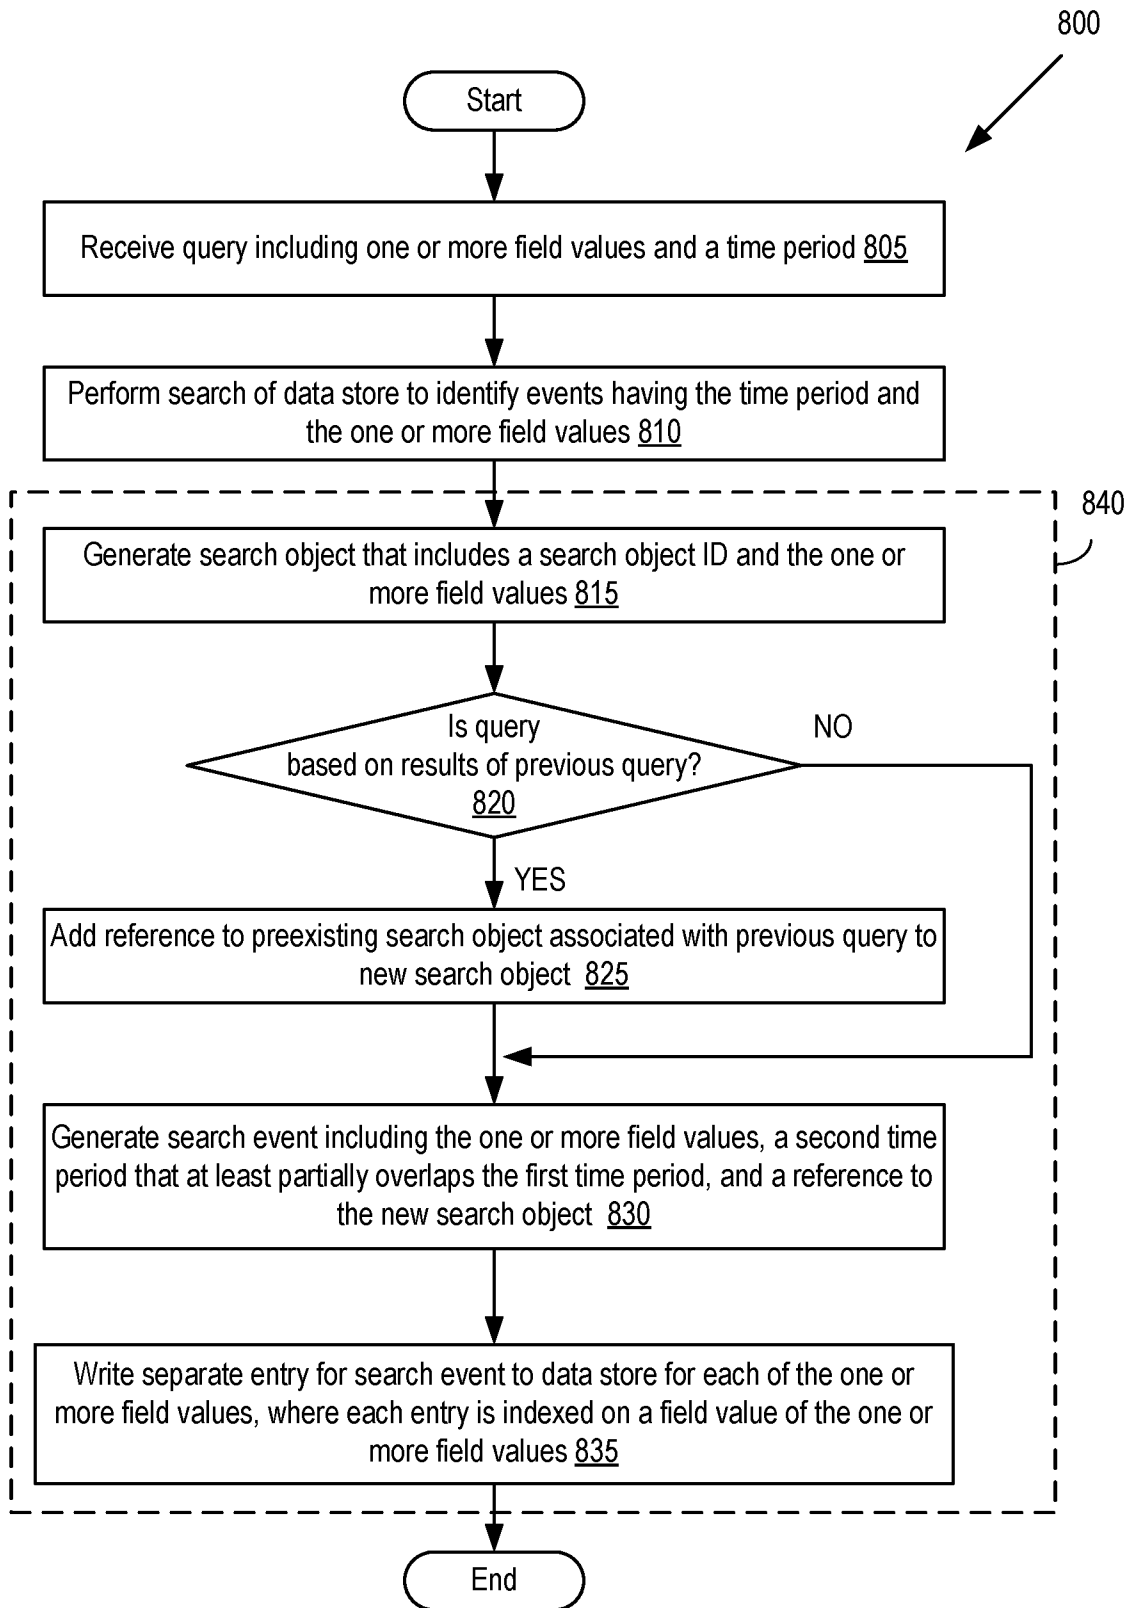 800
Start
Receive query including one or more field values and a time period 805
Perform search of data store to identify events having the time period and
the one or more field values 810
840
Generate search object that includes a search object ID and the one or
more field values 815
Is query
based on results of previous query?
820
NO
YES
Add reference to preexisting search object associated with previous query to
new search object 825
Generate search event including the one or more field values, a second time
period that at least partially overlaps the first time period, and a reference to
the new search object 830
Write separate entry for search event to data store for each of the one or
more field values, where each entry is indexed on a field value of the one or
more field values 835
End